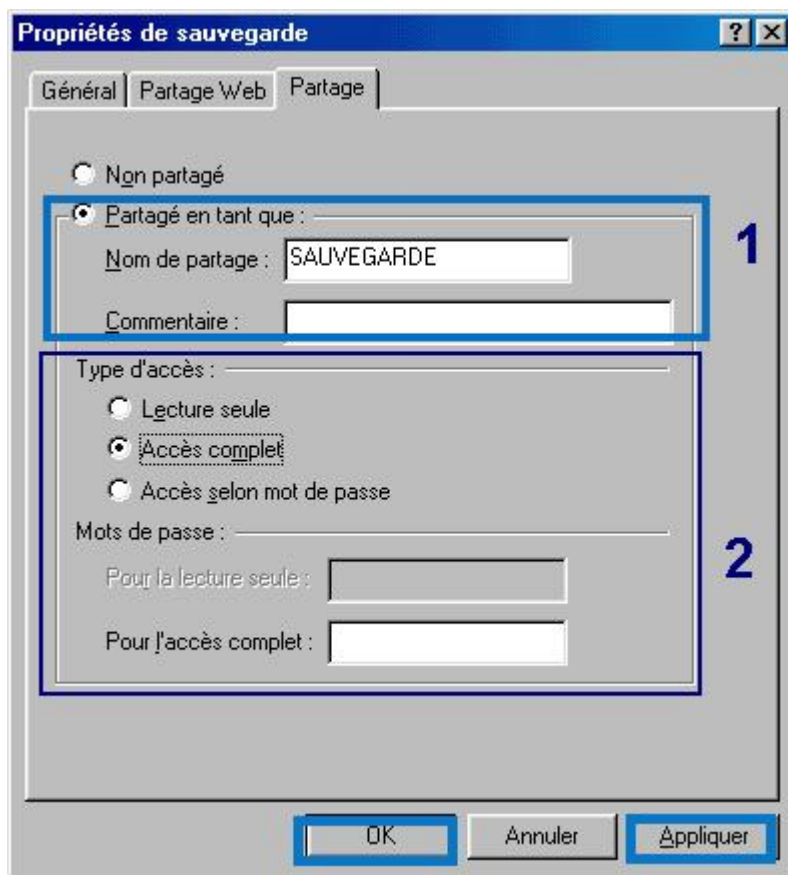 Propriétés de sauvegarde
Général Partage Web Partage
Non partagé
Partagé en tant que :
1
Nom de partage : SAUVEGARDE
Commentaire :
Type d'accès :
Lecture seule
Accès complet
Accès selon mot de passe
Mots de passe :
2
Pour la lecture seule :
Pour l'accès complet :
OK Annuler Appliquer